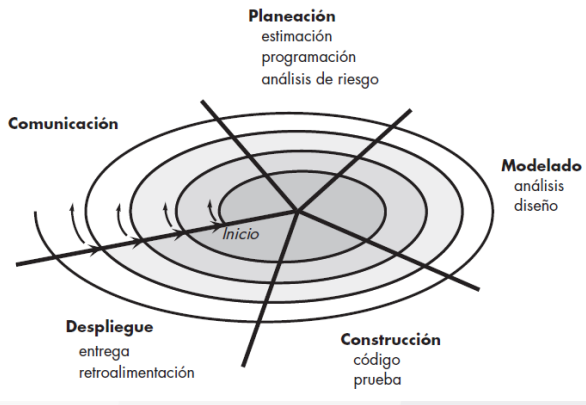 Planeación
estimación
programación
análisis de riesgo
Comunicación
Modelado
análisis
diseño
Inicio
Despliegue
entrega
retroalimentación
Construcción
código
prueba